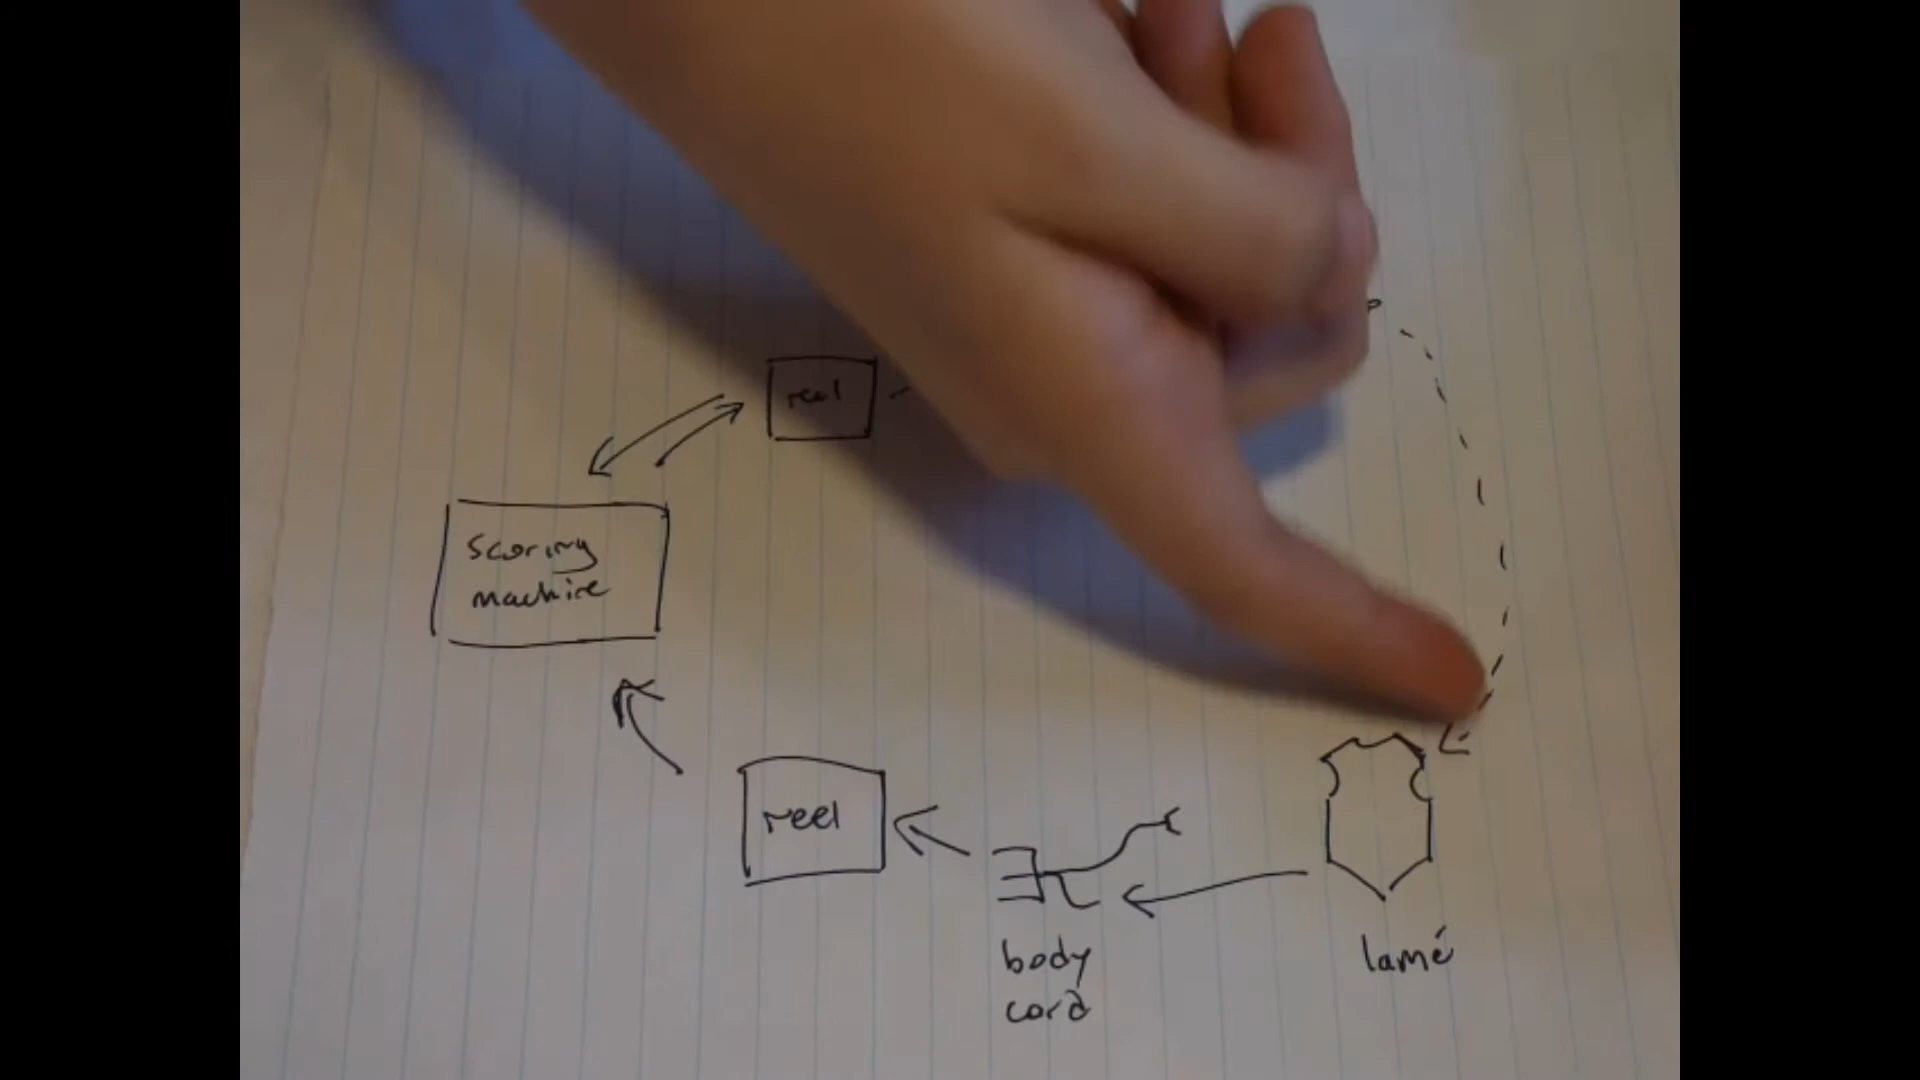 reel
scoring
machine
reel
body
cord
lamé